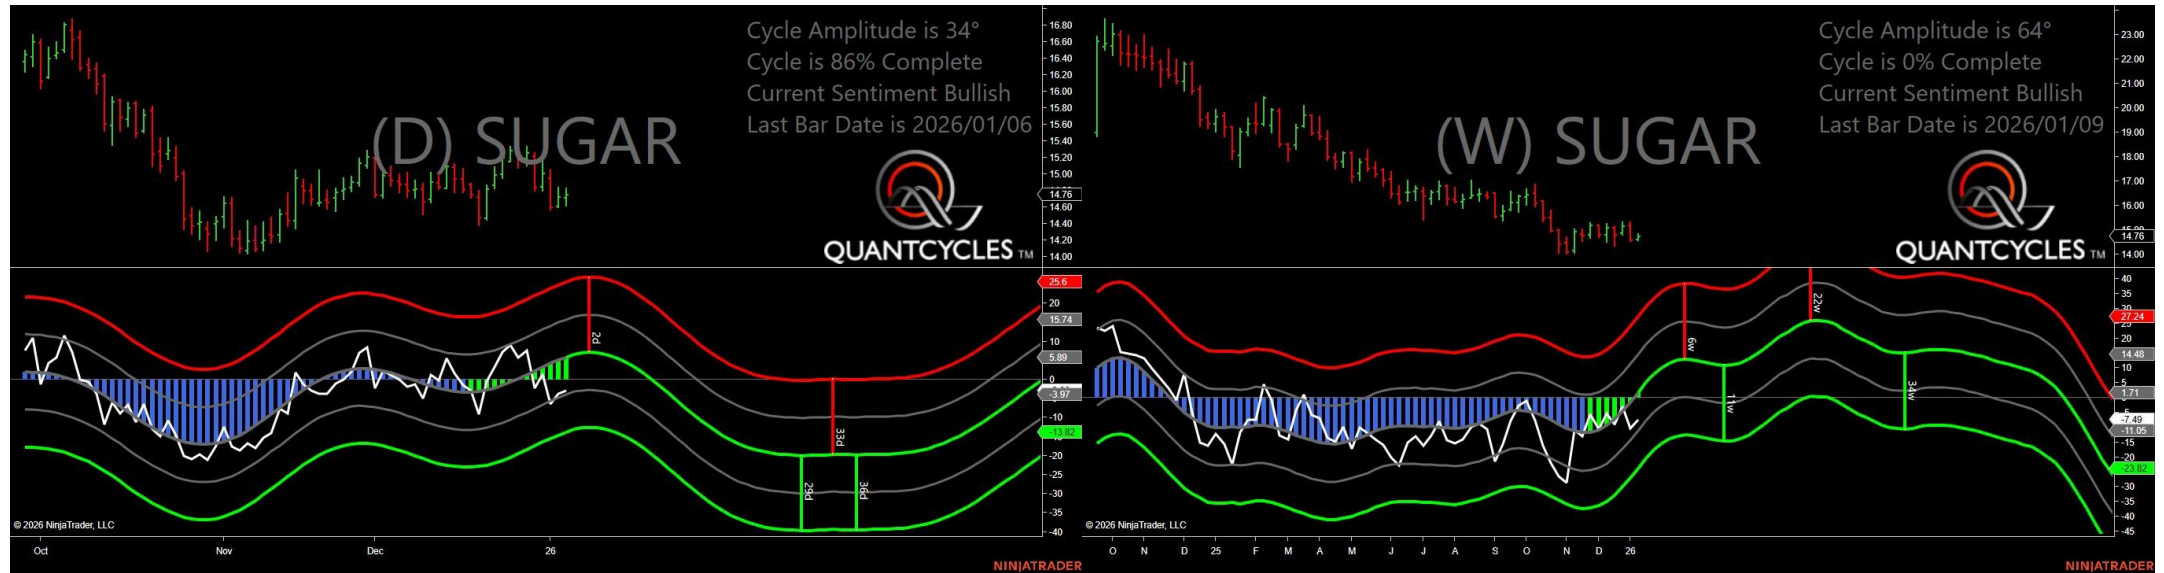 (D) SUGAR
Cycle Amplitude is 34°
Cycle is 86% Complete
Current Sentiment Bullish
Last Bar Date is 2026/01/06
QUANTCYCLES TM
16.80
16.60
16.40
16.20
16.00
15.80
15.60
15.40
15.20
15.00
14.76
14.60
14.40
14.20
14.00
25.6
20
15.74
10
5.89
0
-3.97
-10
-13.82
-20
-25
-30
-35
-40
2d
33d
29d
36d
© 2026 NinjaTrader, LLC
Oct Nov Dec 26
NINJATRADER
(W) SUGAR
Cycle Amplitude is 64°
Cycle is 0% Complete
Current Sentiment Bullish
Last Bar Date is 2026/01/09
QUANTCYCLES TM
23.00
22.00
21.00
20.00
19.00
18.00
17.00
16.00
14.76
14.00
40
35
27.24
20
14.48
10
5
1.71
-7.49
-11.05
-15
-20
-23.82
-30
-35
-40
-45
6w
22w
11w
34w
© 2026 NinjaTrader, LLC
O N D 25 F M A M J J A S O N D 26
NINJATRADER